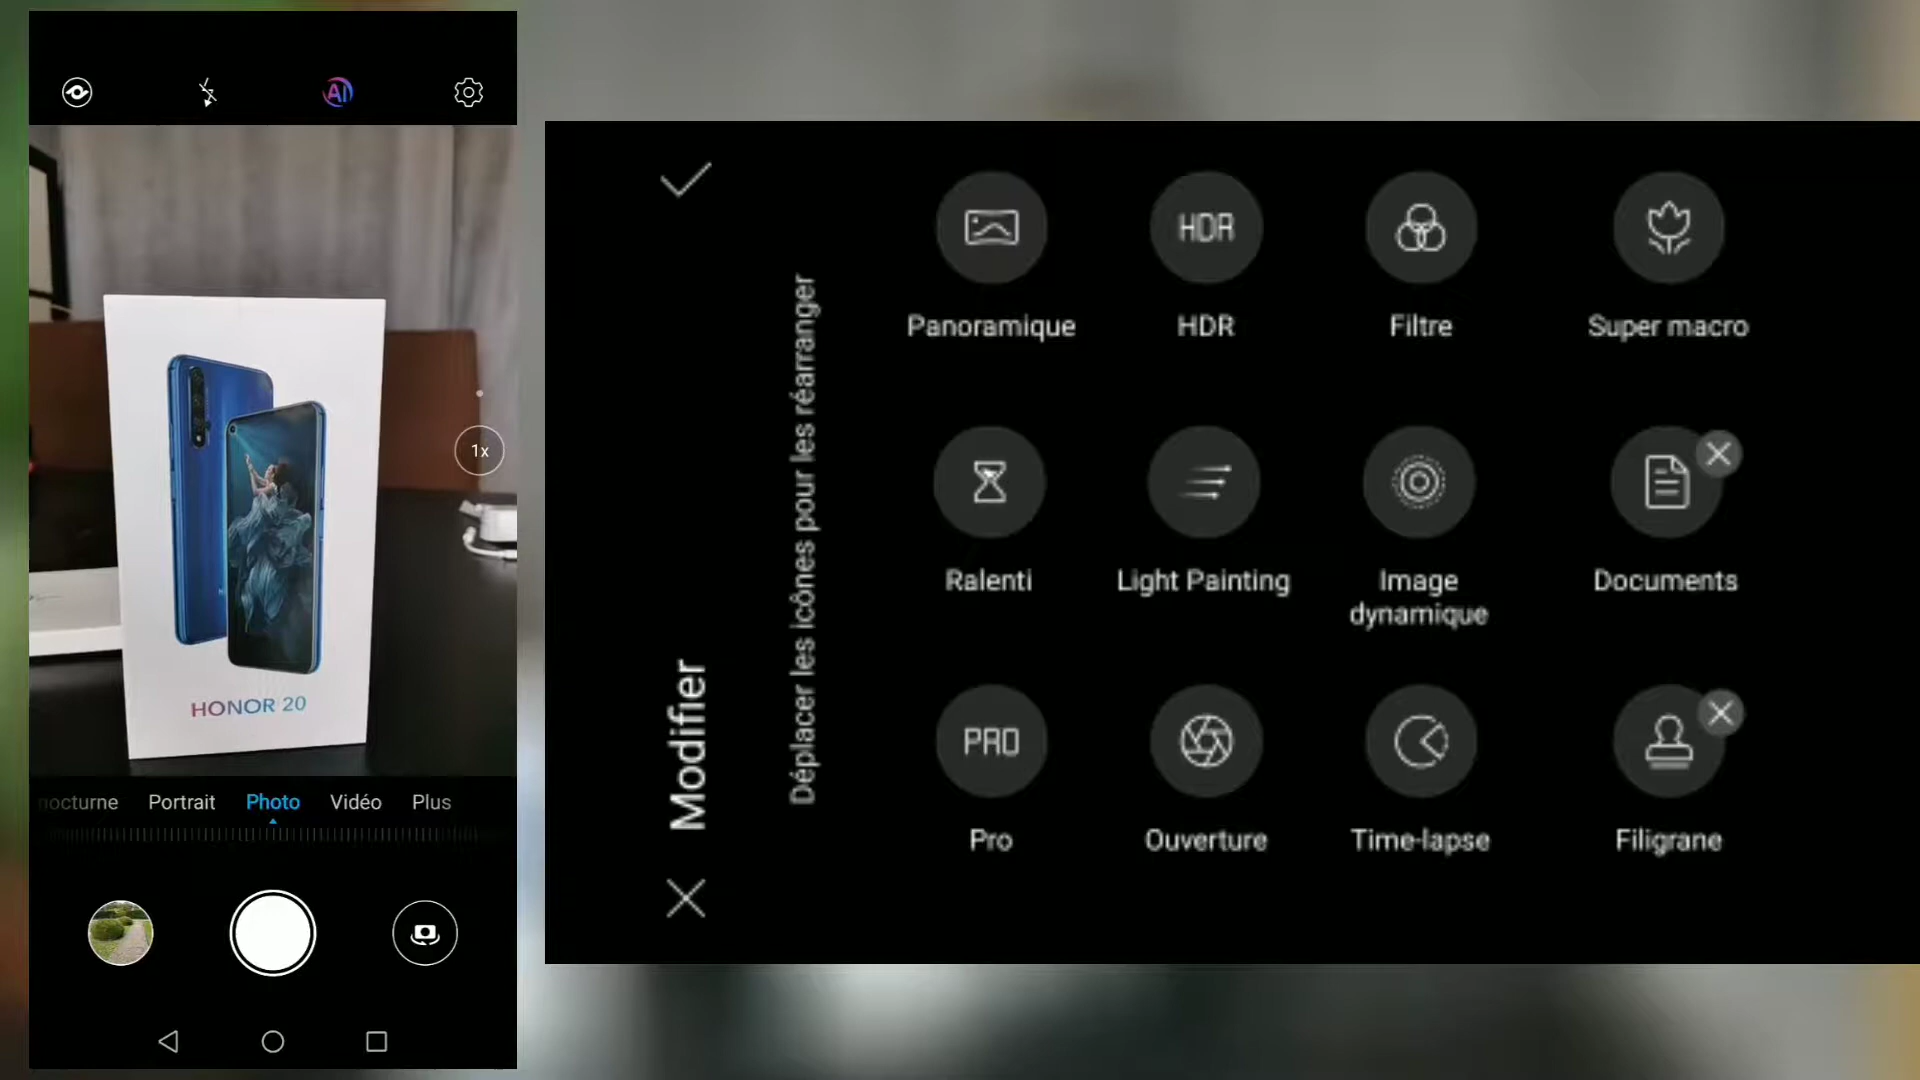 AI
1x
HONOR 20
nocturne
Portrait
Photo
Vidéo
Plus
Modifier
Déplacer les icônes pour les réarranger
Panoramique
HDR
HDR
Filtre
Super macro
Ralenti
Light Painting
Image
dynamique
Documents
PRO
Pro
Ouverture
Time-lapse
Filigrane